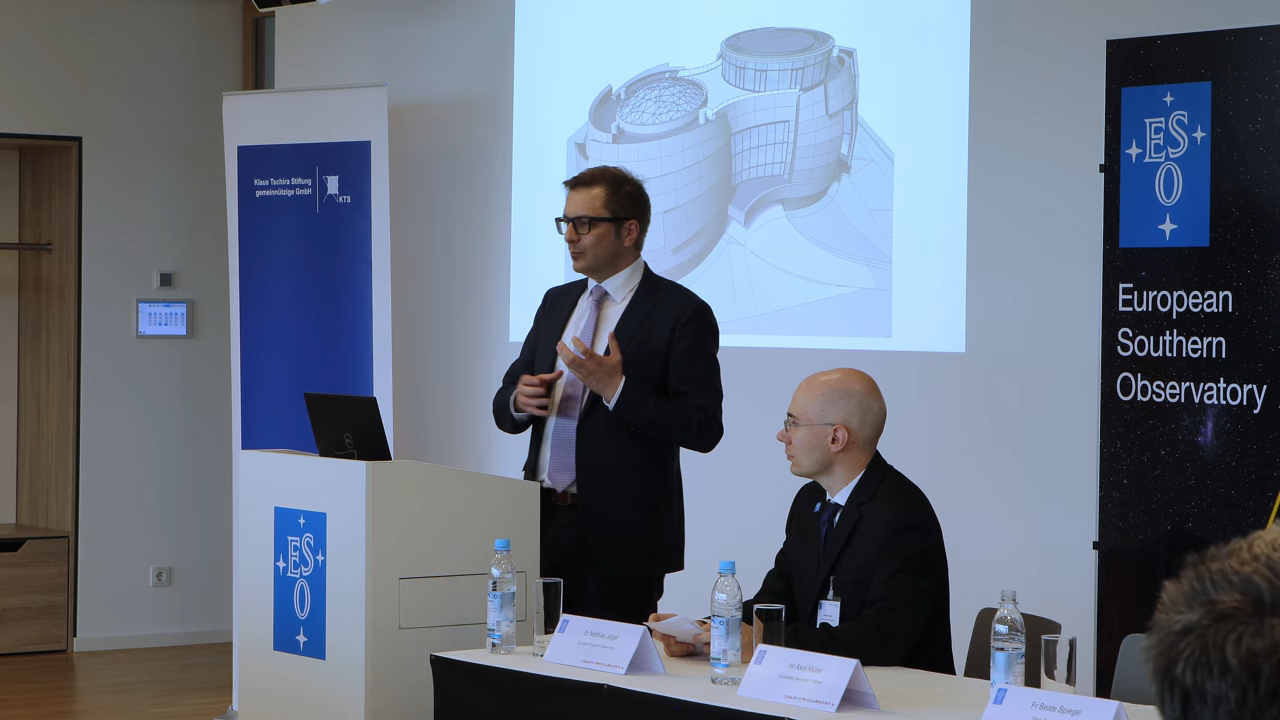 Klaus Tschira Stiftung
gemeinnützige GmbH
KTS
ESO
European
Southern
Observatory
ESO
Dr Mathias Jäger
Hr Axel Müller
Fr Beate Spiegel